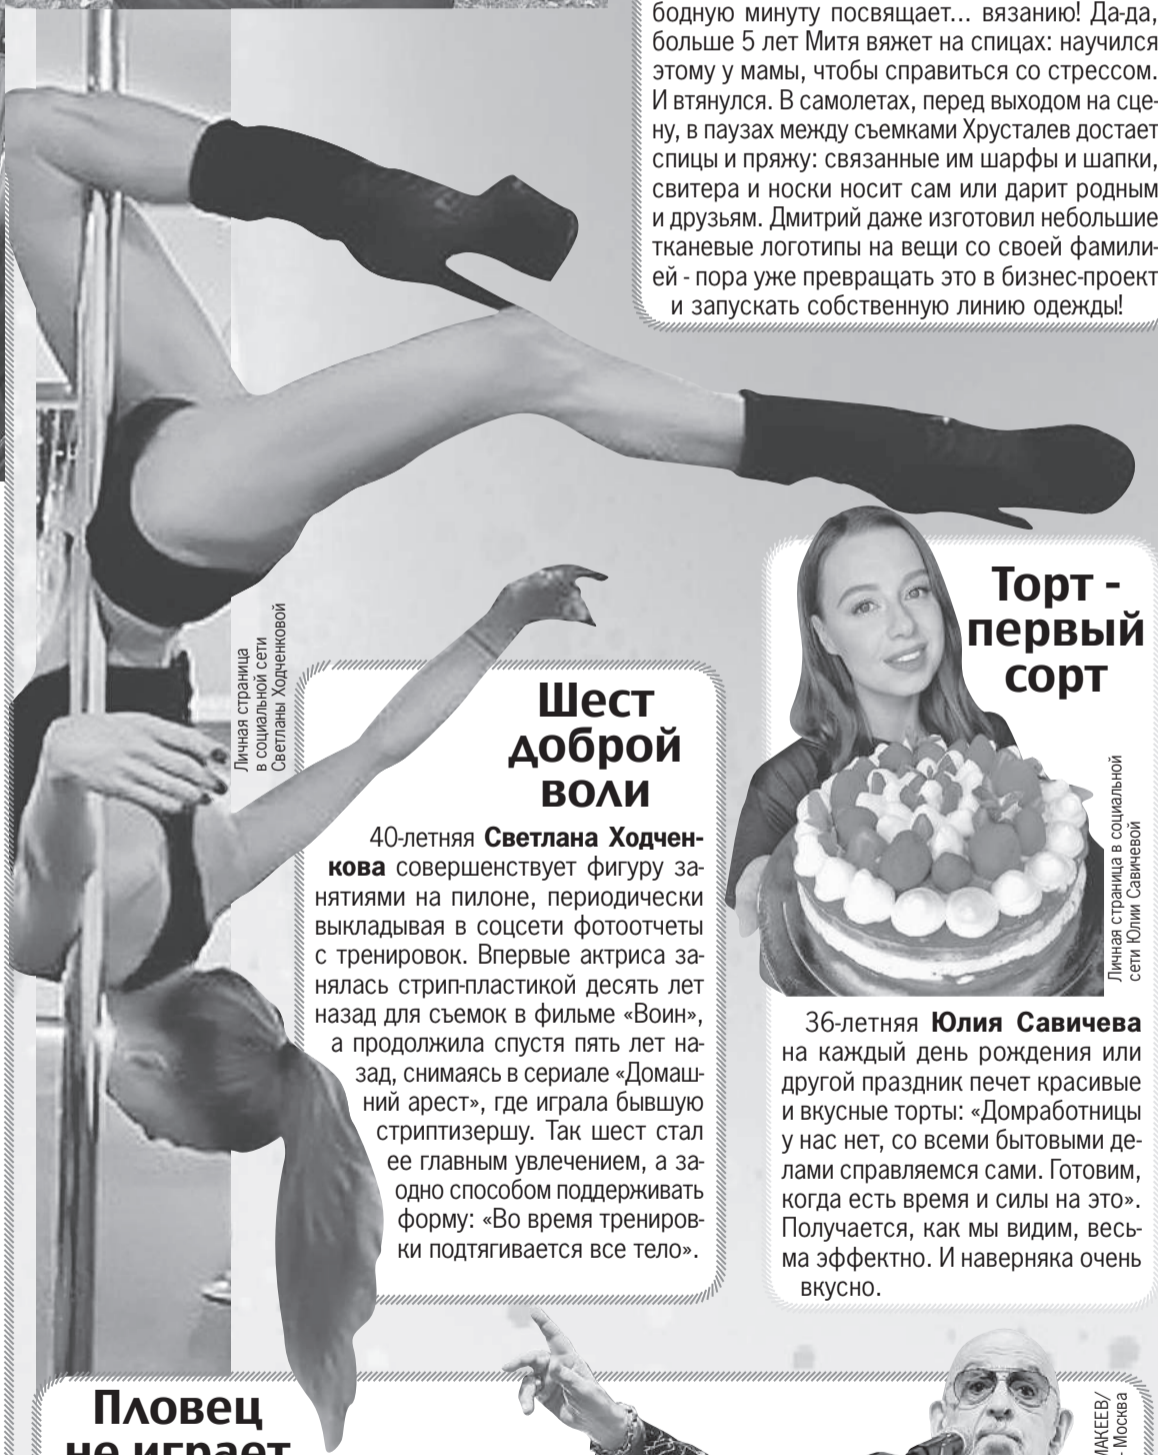 бодную минуту посвящает... вязанию! Да-да,
больше 5 лет Митя вяжет на спицах: научился
этому у мамы, чтобы справиться со стрессом.
И втянулся. В самолетах, перед выходом на сце-
ну, в паузах между съемками Хрусталев достает
спицы и пряжу: связанные им шарфы и шапки,
свитера и носки носит сам или дарит родным
и друзьям. Дмитрий даже изготовил небольшие
тканевые логотипы на вещи со своей фамили-
ей - пора уже превращать это в бизнес-проект
и запускать собственную линию одежды!
Личная страница
в социальной сети
Светланы Ходченковой
Шест
доброй
воли
40-летняя Светлана Ходчен-
кова совершенствует фигуру за-
нятиями на пилоне, периодически
выкладывая в соцсети фотоотчеты
с тренировок. Впервые актриса за-
нялась стрип-пластикой десять лет
назад для съемок в фильме «Воин»,
а продолжила спустя пять лет на-
зад, снимаясь в сериале «Домаш-
ний арест», где играла бывшую
стриптизершу. Так шест стал
ее главным увлечением, а за-
одно способом поддерживать
форму: «Во время трениров-
ки подтягивается все тело».
Торт -
первый
сорт
Личная страница в социальной
сети Юлии Савичевой
36-летняя Юлия Савичева
на каждый день рождения или
другой праздник печет красивые
и вкусные торты: «Домработницы
у нас нет, со всеми бытовыми де-
лами справляемся сами. Готовим,
когда есть время и силы на это».
Получается, как мы видим, весь-
ма эффектно. И наверняка очень
вкусно.
Пловец
не играет
МАКЕЕВ/
- Москва